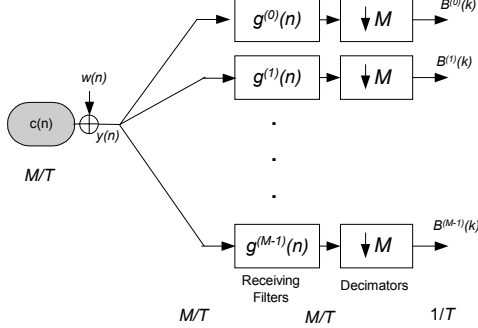 g⁽⁰⁾(n)
↓ M
B⁽⁰⁾(k)
g⁽¹⁾(n)
↓ M
B⁽¹⁾(k)
w(n)
c(n)
y(n)
M/T
.
.
.
g⁽ᴹ⁻¹⁾(n)
↓ M
B⁽ᴹ⁻¹⁾(k)
Receiving
Filters
Decimators
M/T
M/T
1/T